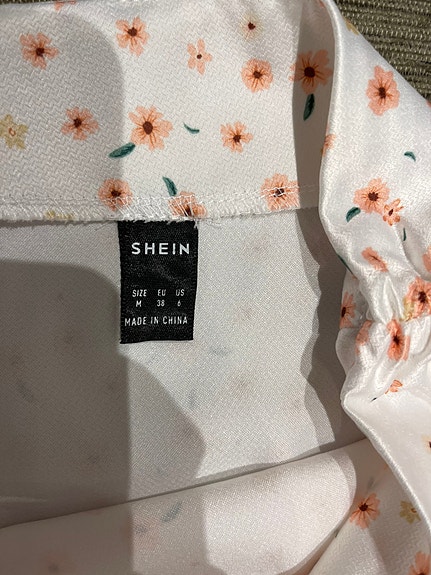 SHEIN
SIZE EU US
M 38 6
MADE IN CHINA